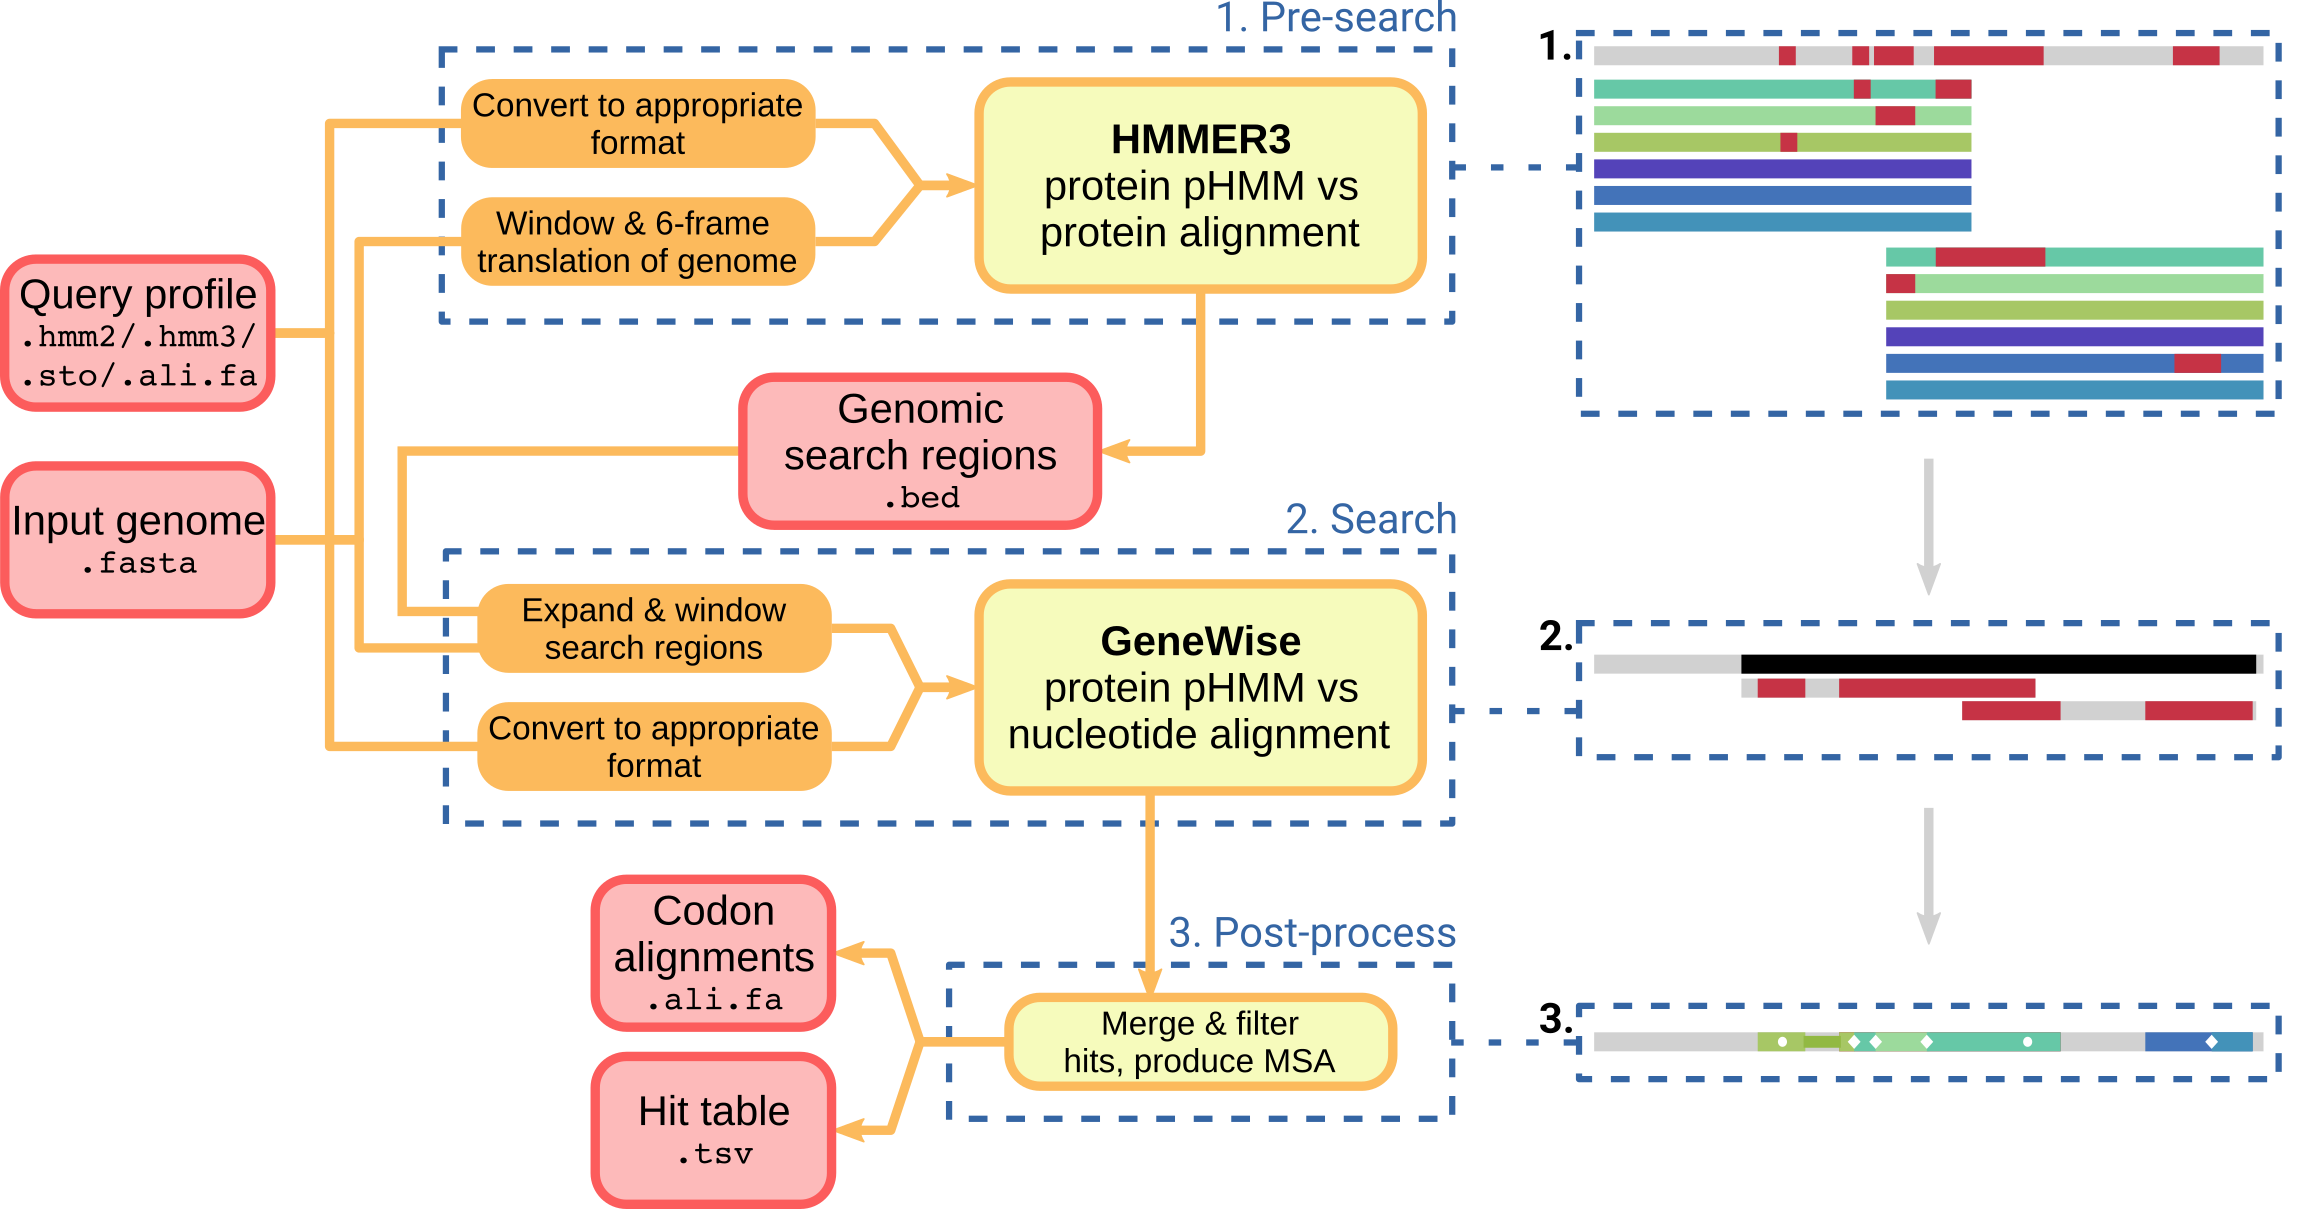 1. Pre-search
Convert to appropriate
format
Window & 6-frame
translation of genome
HMMER3
protein pHMM vs
protein alignment
Query profile
.hmm2/.hmm3/
.sto/.ali.fa
Input genome
.fasta
Genomic
search regions
.bed
2. Search
Expand & window
search regions
Convert to appropriate
format
GeneWise
protein pHMM vs
nucleotide alignment
3. Post-process
Merge & filter
hits, produce MSA
Codon
alignments
.ali.fa
Hit table
.tsv
1.
2.
3.